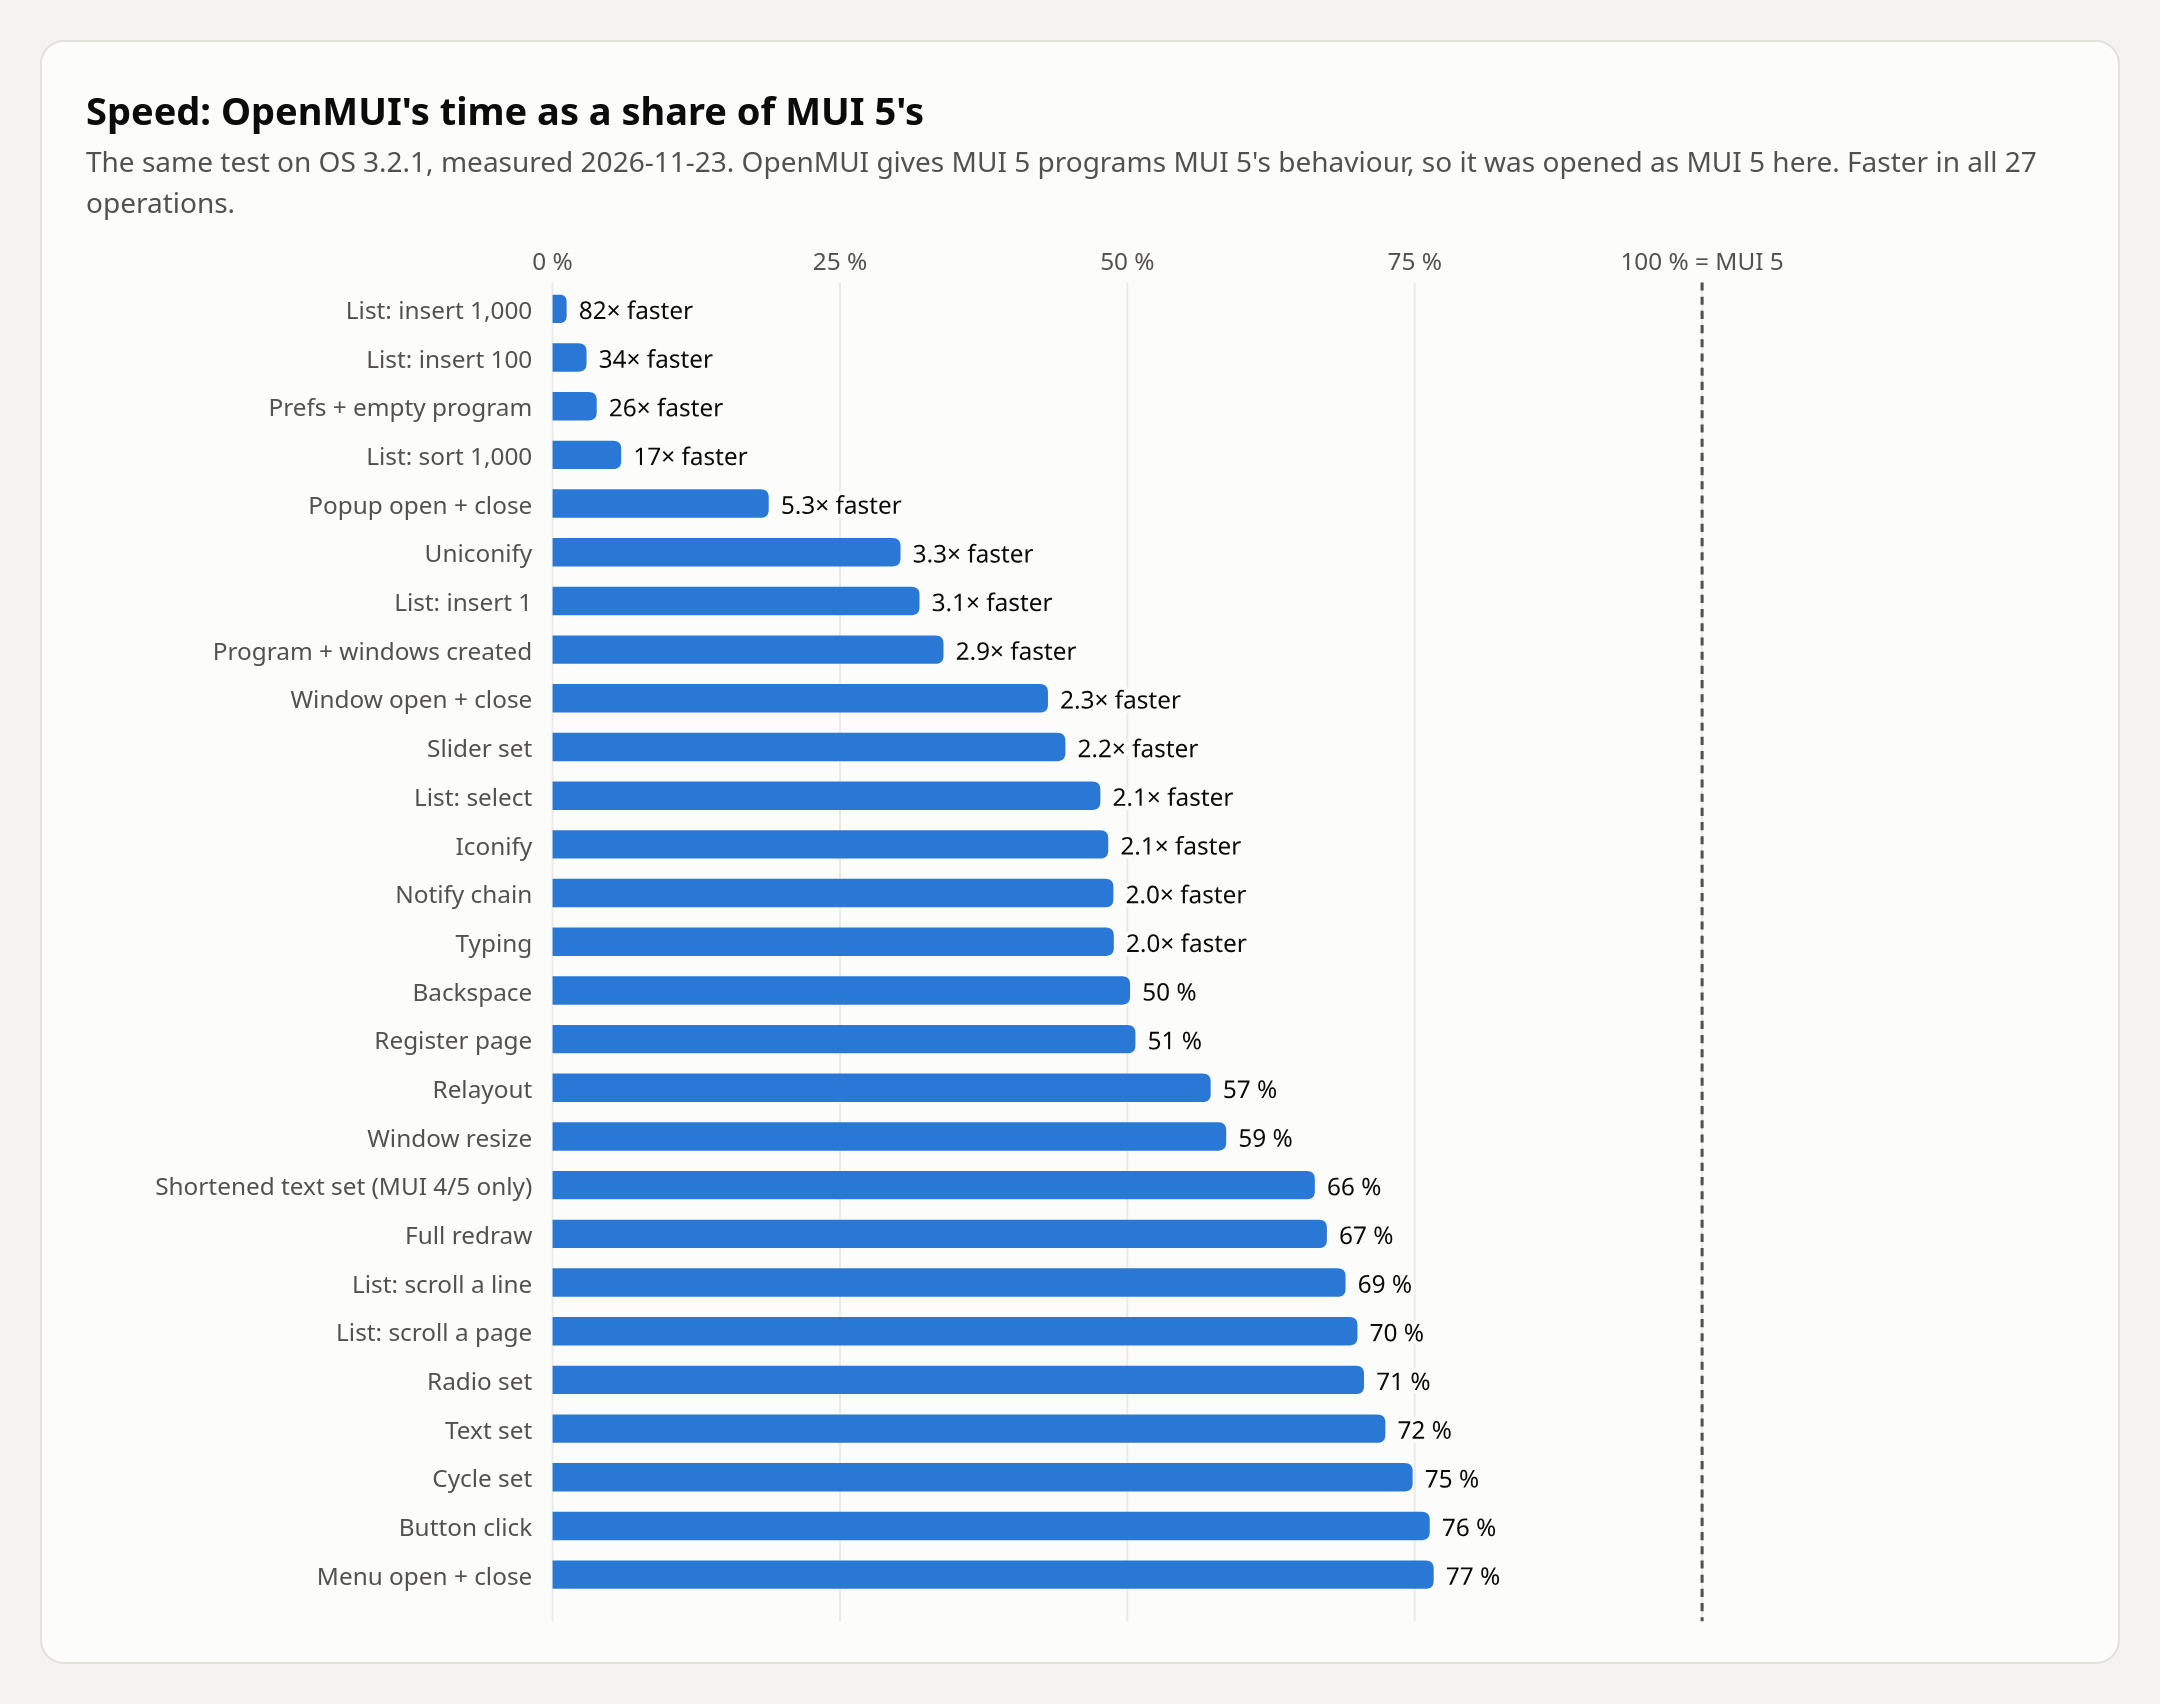 Speed: OpenMUI's time as a share of MUI 5's
The same test on OS 3.2.1, measured 2026-11-23. OpenMUI gives MUI 5 programs MUI 5's behaviour, so it was opened as MUI 5 here. Faster in all 27
operations.
0 % 25 % 50 % 75 % 100 % = MUI 5
List: insert 1,000 82× faster
List: insert 100 34× faster
Prefs + empty program 26× faster
List: sort 1,000 17× faster
Popup open + close 5.3× faster
Uniconify 3.3× faster
List: insert 1 3.1× faster
Program + windows created 2.9× faster
Window open + close 2.3× faster
Slider set 2.2× faster
List: select 2.1× faster
Iconify 2.1× faster
Notify chain 2.0× faster
Typing 2.0× faster
Backspace 50 %
Register page 51 %
Relayout 57 %
Window resize 59 %
Shortened text set (MUI 4/5 only) 66 %
Full redraw 67 %
List: scroll a line 69 %
List: scroll a page 70 %
Radio set 71 %
Text set 72 %
Cycle set 75 %
Button click 76 %
Menu open + close 77 %